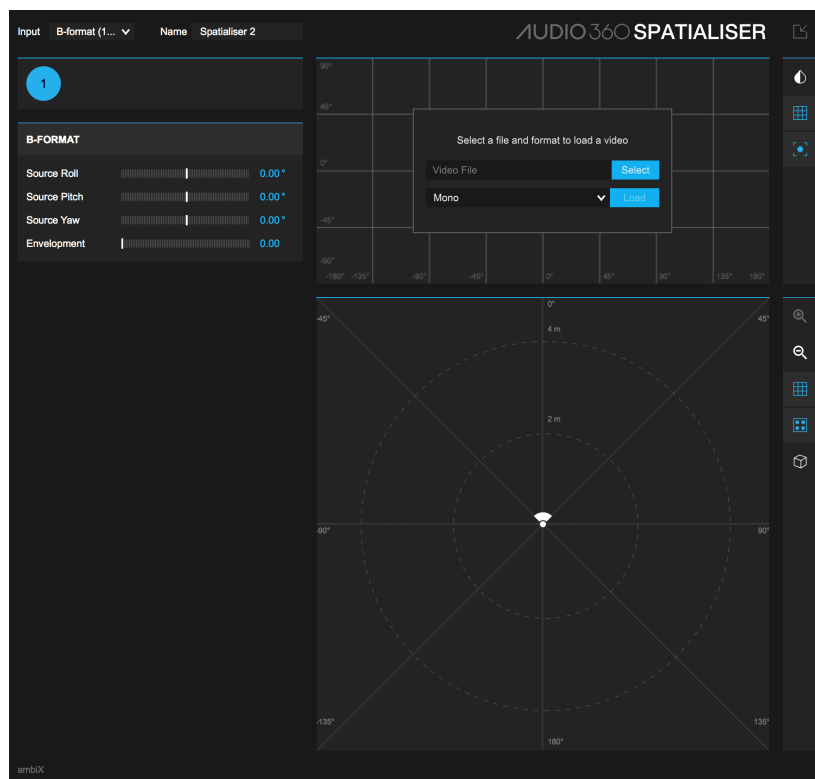 Input B-format (1... Name Spatialiser 2 AUDIO360 SPATIALISER
1
B-FORMAT
Source Roll 0.00 °
Source Pitch 0.00 °
Source Yaw 0.00 °
Envelopment 0.00
90°
45°
0°
-45°
-90°
-180° -135° -90° -45° 0° 45° 90° 135° 180°
Select a file and format to load a video
Video File Select
Mono Load
0°
-45° 45°
4 m
2 m
-90° 90°
-135° 135°
180°
ambiX